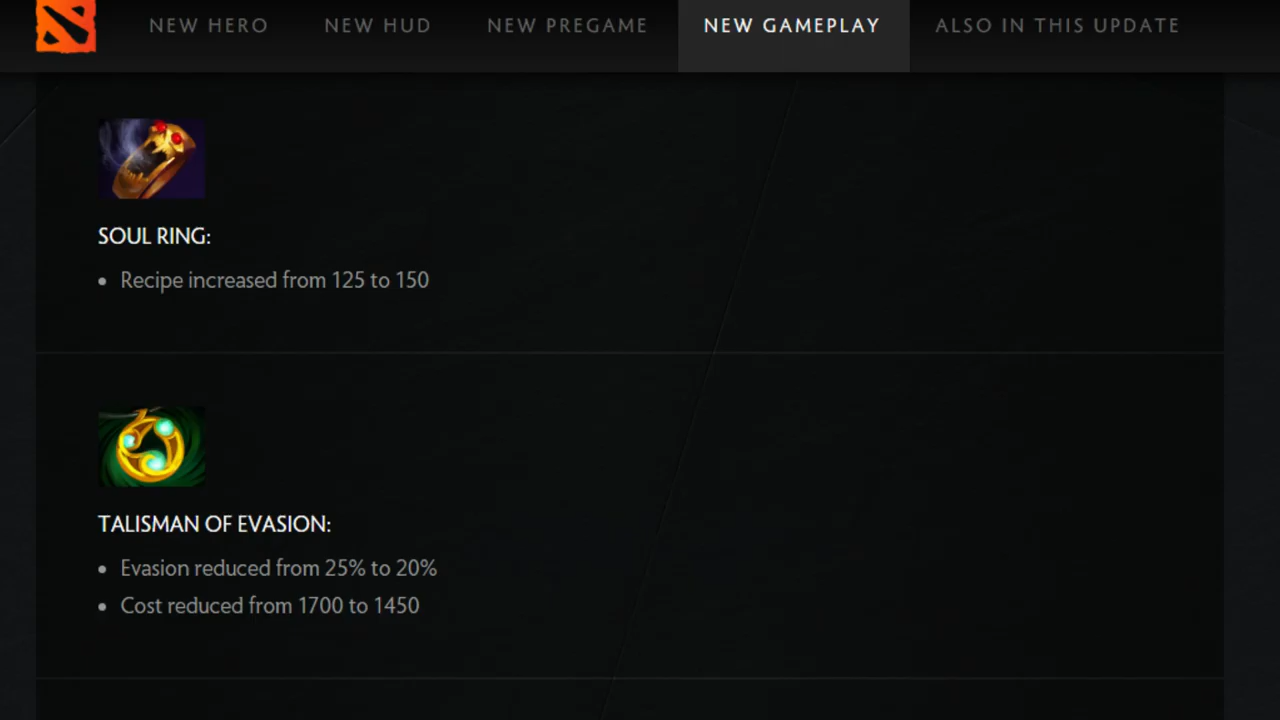 NEW HERO NEW HUD NEW PREGAME NEW GAMEPLAY ALSO IN THIS UPDATE
SOUL RING:
• Recipe increased from 125 to 150
TALISMAN OF EVASION:
• Evasion reduced from 25% to 20%
• Cost reduced from 1700 to 1450